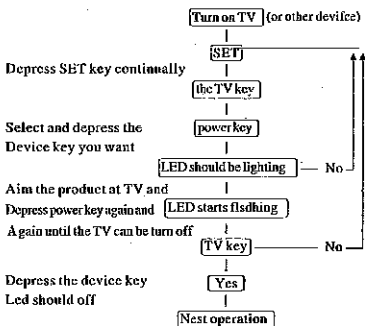 Turn on TV (or other devifce)
SET
Depress SET key continually
the TV key
Select and depress the
Device key you want
power key
LED should be lighting
No
Aim the product at TV and
Depress power key again and
Again until the TV can be turn off
LED starts flsdhing
TV key
No
Depress the device key
Led should off
Yes
Nest operation